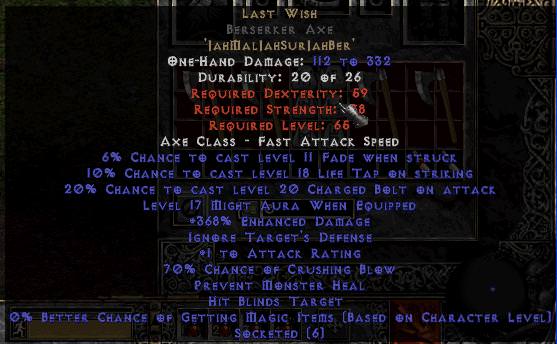 Last Wish
Berserker Axe
'JahMalJahSurJahBer'
One-Hand Damage: 112 to 332
Durability: 20 of 26
Required Dexterity: 59
Required Strength:
Required Level: 65
Axe Class - Fast Attack Speed
6% Chance to cast level 11 Fade when struck
10% Chance to cast level 18 Life Tap on striking
20% Chance to cast level 20 Charged Bolt on attack
Level 17 Might Aura When Equipped
+368% Enhanced Damage
Ignore Target's Defense
+1 to Attack Rating
70% Chance of Crushing Blow
Prevent Monster Heal
Hit Blinds Target
0% Better Chance of Getting Magic Items (Based on Character Level)
Socketed (6)